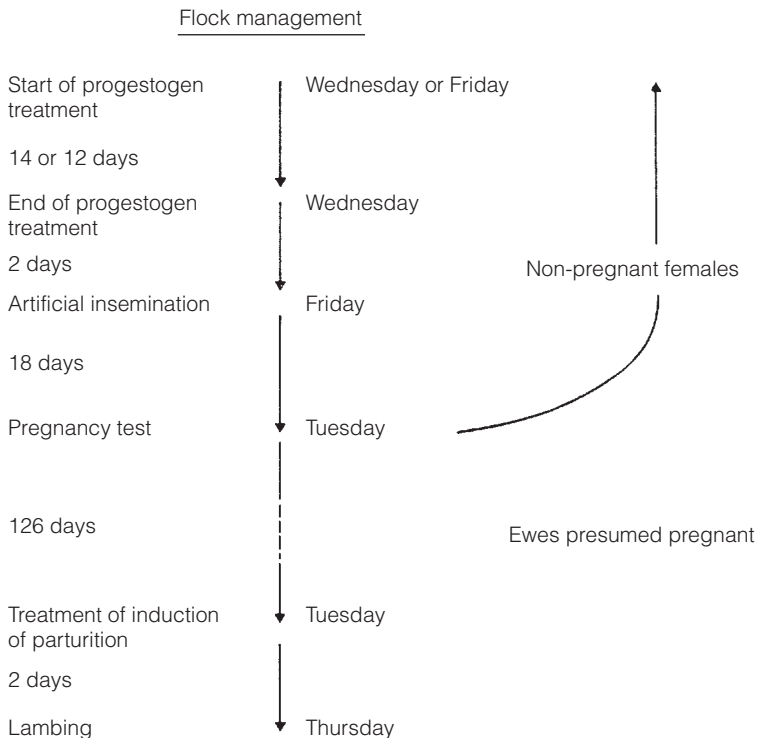 Flock management
Start of progestogen
treatment
Wednesday or Friday
14 or 12 days
End of progestogen
treatment
Wednesday
2 days
Non-pregnant females
Artificial insemination
Friday
18 days
Pregnancy test
Tuesday
126 days
Ewes presumed pregnant
Treatment of induction
of parturition
Tuesday
2 days
Lambing
Thursday